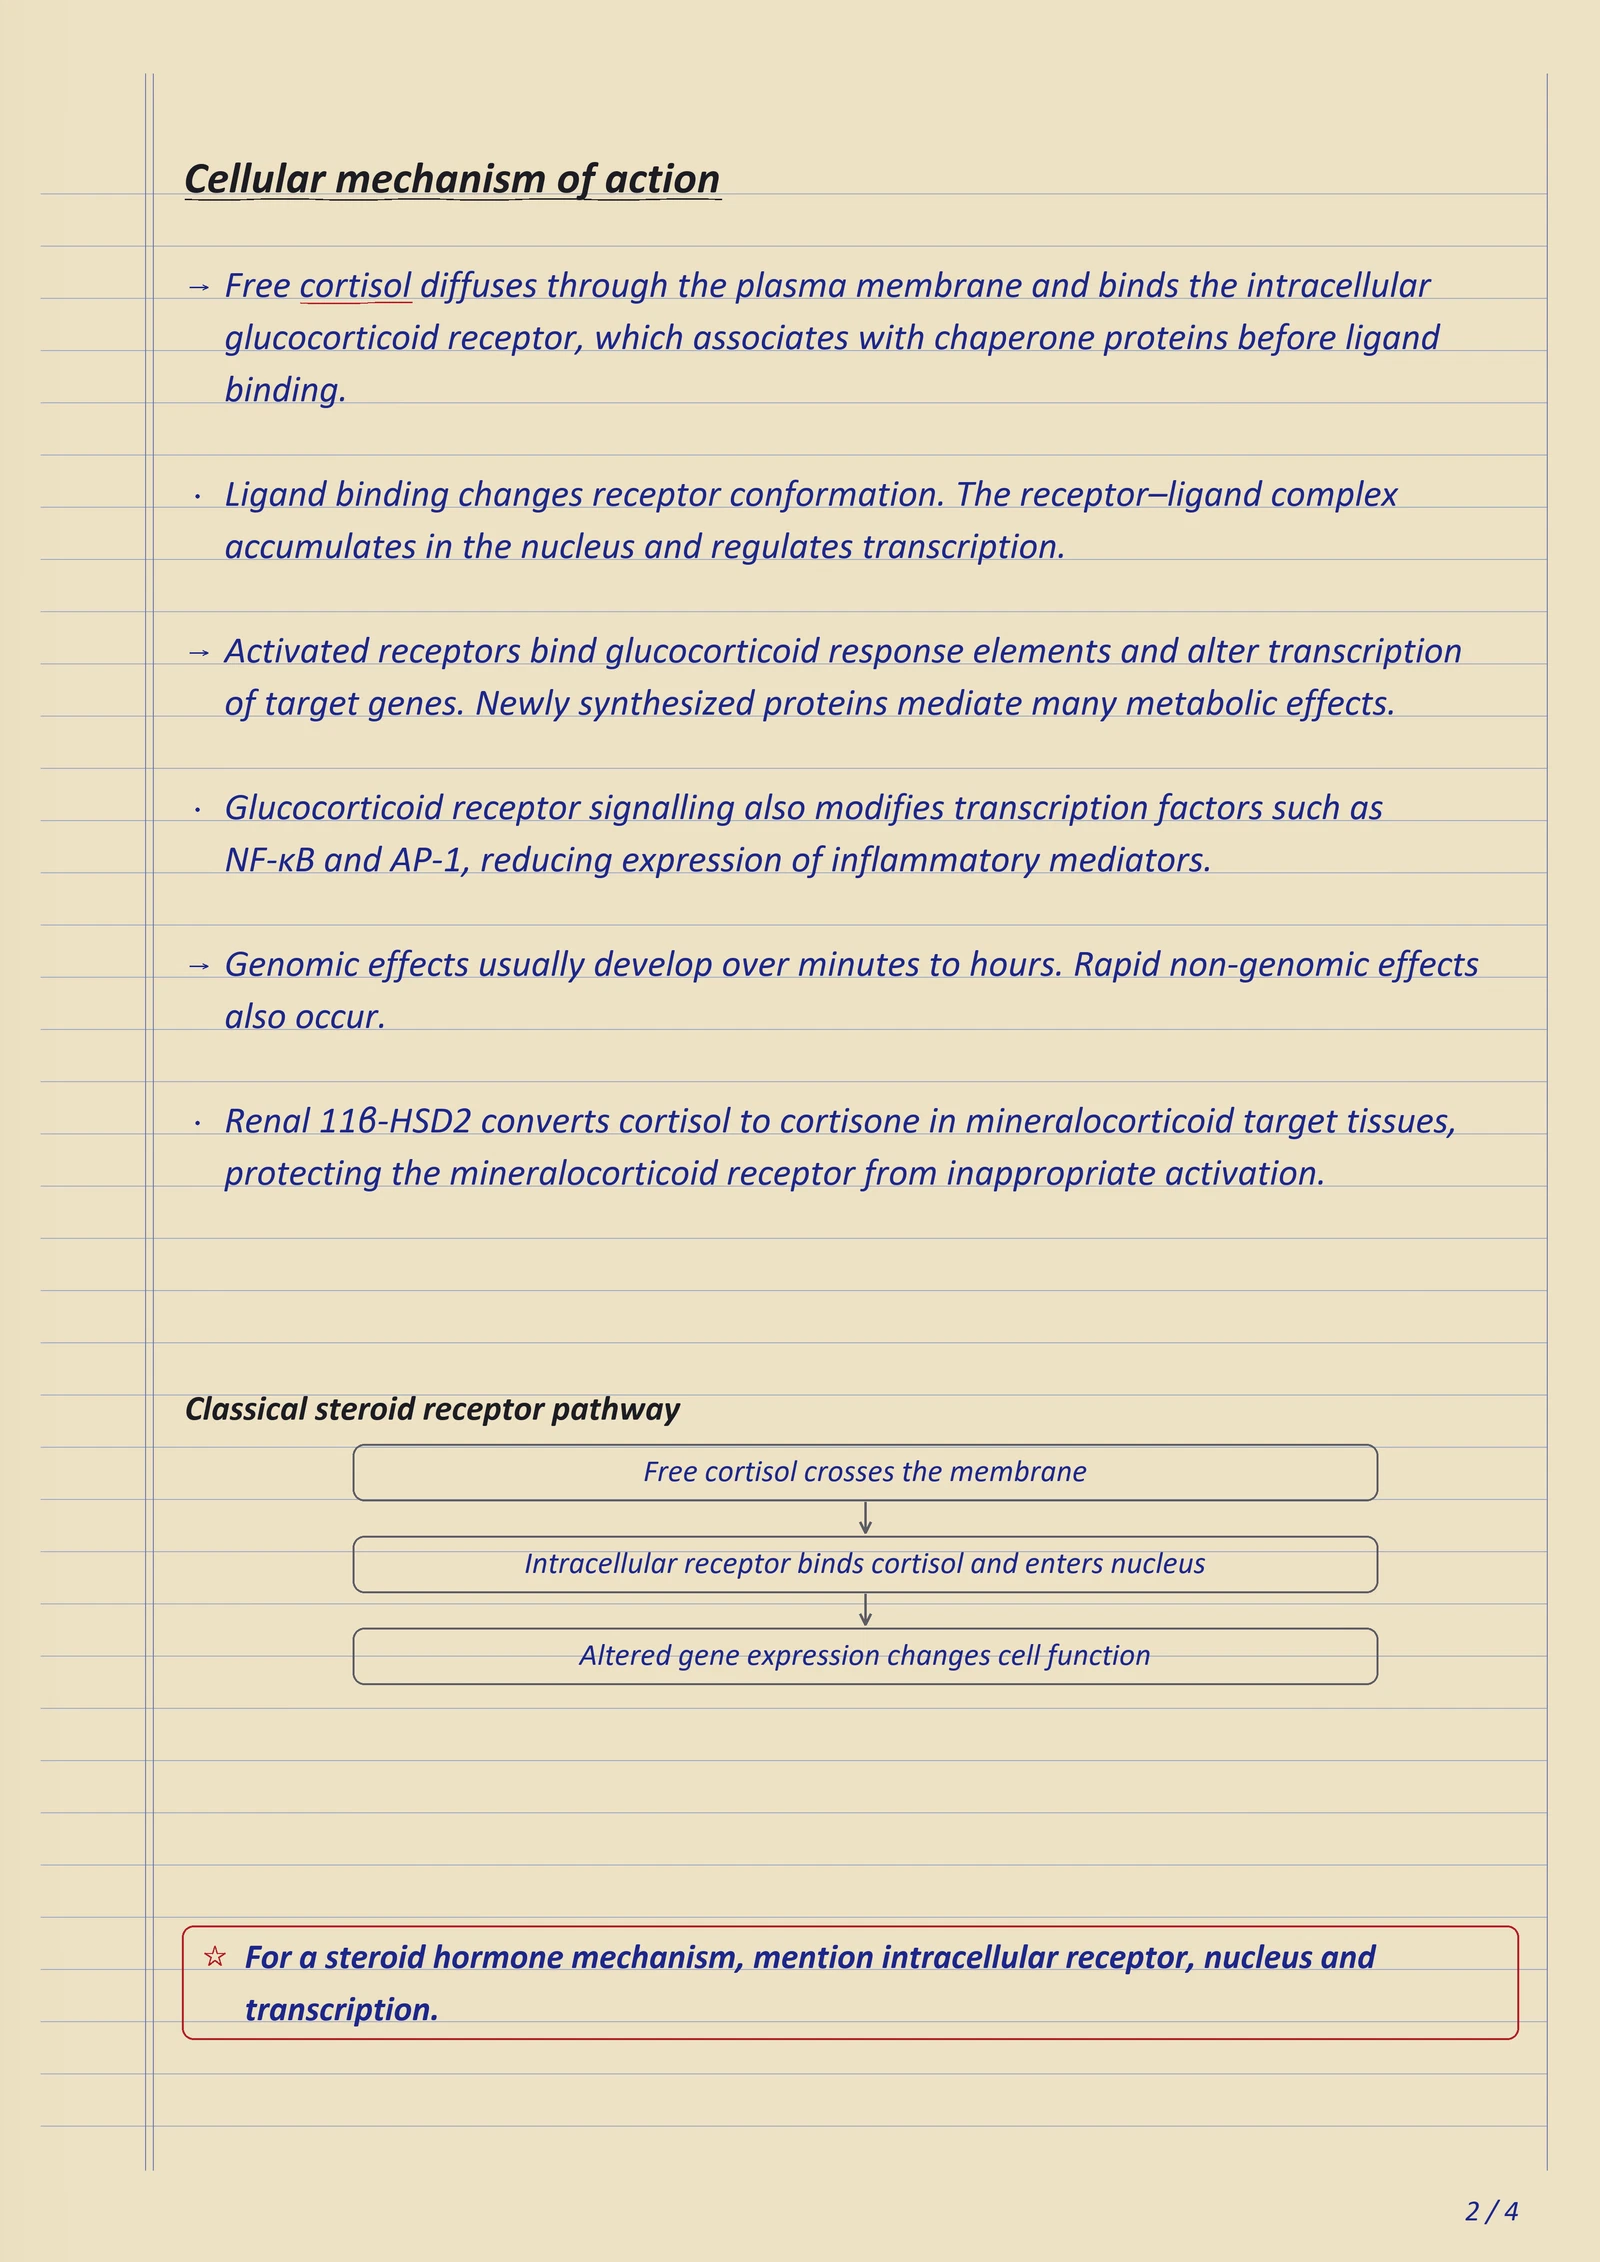 Cellular mechanism of action
→ Free cortisol diffuses through the plasma membrane and binds the intracellular
glucocorticoid receptor, which associates with chaperone proteins before ligand
binding.
· Ligand binding changes receptor conformation. The receptor–ligand complex
accumulates in the nucleus and regulates transcription.
→ Activated receptors bind glucocorticoid response elements and alter transcription
of target genes. Newly synthesized proteins mediate many metabolic effects.
· Glucocorticoid receptor signalling also modifies transcription factors such as
NF-κB and AP-1, reducing expression of inflammatory mediators.
→ Genomic effects usually develop over minutes to hours. Rapid non-genomic effects
also occur.
· Renal 11β-HSD2 converts cortisol to cortisone in mineralocorticoid target tissues,
protecting the mineralocorticoid receptor from inappropriate activation.
Classical steroid receptor pathway
Free cortisol crosses the membrane
Intracellular receptor binds cortisol and enters nucleus
Altered gene expression changes cell function
☆ For a steroid hormone mechanism, mention intracellular receptor, nucleus and
transcription.
2 / 4